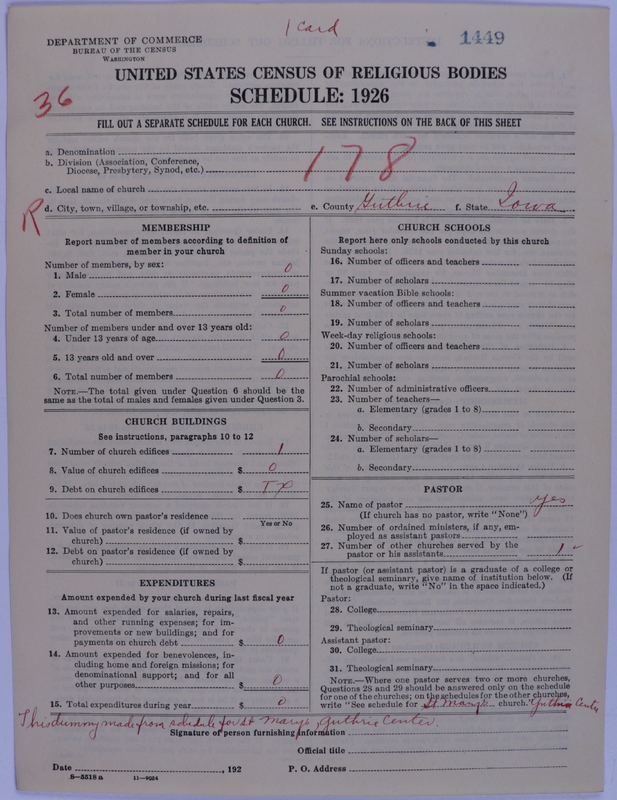 1 card
DEPARTMENT OF COMMERCE
BUREAU OF THE CENSUS
WASHINGTON
1449
UNITED STATES CENSUS OF RELIGIOUS BODIES
SCHEDULE: 1926
36
FILL OUT A SEPARATE SCHEDULE FOR EACH CHURCH. SEE INSTRUCTIONS ON THE BACK OF THIS SHEET
a. Denomination
b. Division (Association, Conference,
Diocese, Presbytery, Synod, etc.)
178
c. Local name of church
R
d. City, town, village, or township, etc. e. County Guthrie f. State Iowa
MEMBERSHIP
Report number of members according to definition of
member in your church
Number of members, by sex:
1. Male 0
2. Female 0
3. Total number of members 0
Number of members under and over 13 years old:
4. Under 13 years of age 0
5. 13 years old and over 0
6. Total number of members 0
NOTE.—The total given under Question 6 should be the
same as the total of males and females given under Question 3.
CHURCH BUILDINGS
See instructions, paragraphs 10 to 12
7. Number of church edifices 1
8. Value of church edifices $ 0
9. Debt on church edifices $ TX
10. Does church own pastor's residence
Yes or No
11. Value of pastor's residence (if owned by
church) $
12. Debt on pastor's residence (if owned by
church) $
EXPENDITURES
Amount expended by your church during last fiscal year
13. Amount expended for salaries, repairs,
and other running expenses; for im-
provements or new buildings; and for
payments on church debt $ 0
14. Amount expended for benevolences, in-
cluding home and foreign missions; for
denominational support; and for all
other purposes $ 0
15. Total expenditures during year $ 0
CHURCH SCHOOLS
Report here only schools conducted by this church
Sunday schools:
16. Number of officers and teachers
17. Number of scholars
Summer vacation Bible schools:
18. Number of officers and teachers
19. Number of scholars
Week-day religious schools:
20. Number of officers and teachers
21. Number of scholars
Parochial schools:
22. Number of administrative officers
23. Number of teachers—
a. Elementary (grades 1 to 8)
b. Secondary
24. Number of scholars—
a. Elementary (grades 1 to 8)
b. Secondary
PASTOR
25. Name of pastor yes
(If church has no pastor, write "None")
26. Number of ordained ministers, if any, em-
ployed as assistant pastors
27. Number of other churches served by the
pastor or his assistants 1 ✓
If pastor (or assistant pastor) is a graduate of a college or
theological seminary, give name of institution below. (If
not a graduate, write "No" in the space indicated.)
Pastor:
28. College
29. Theological seminary
Assistant pastor:
30. College
31. Theological seminary
NOTE.—Where one pastor serves two or more churches,
Questions 28 and 29 should be answered only on the schedule
for one of the churches; on the schedules for the other churches,
write "See schedule for St Mary's church." Guthrie Center
This dummy made from schedule for St Marys, Guthrie Center.
Signature of person furnishing information
Official title
Date , 192 P. O. Address
8—5518 a 11—9024